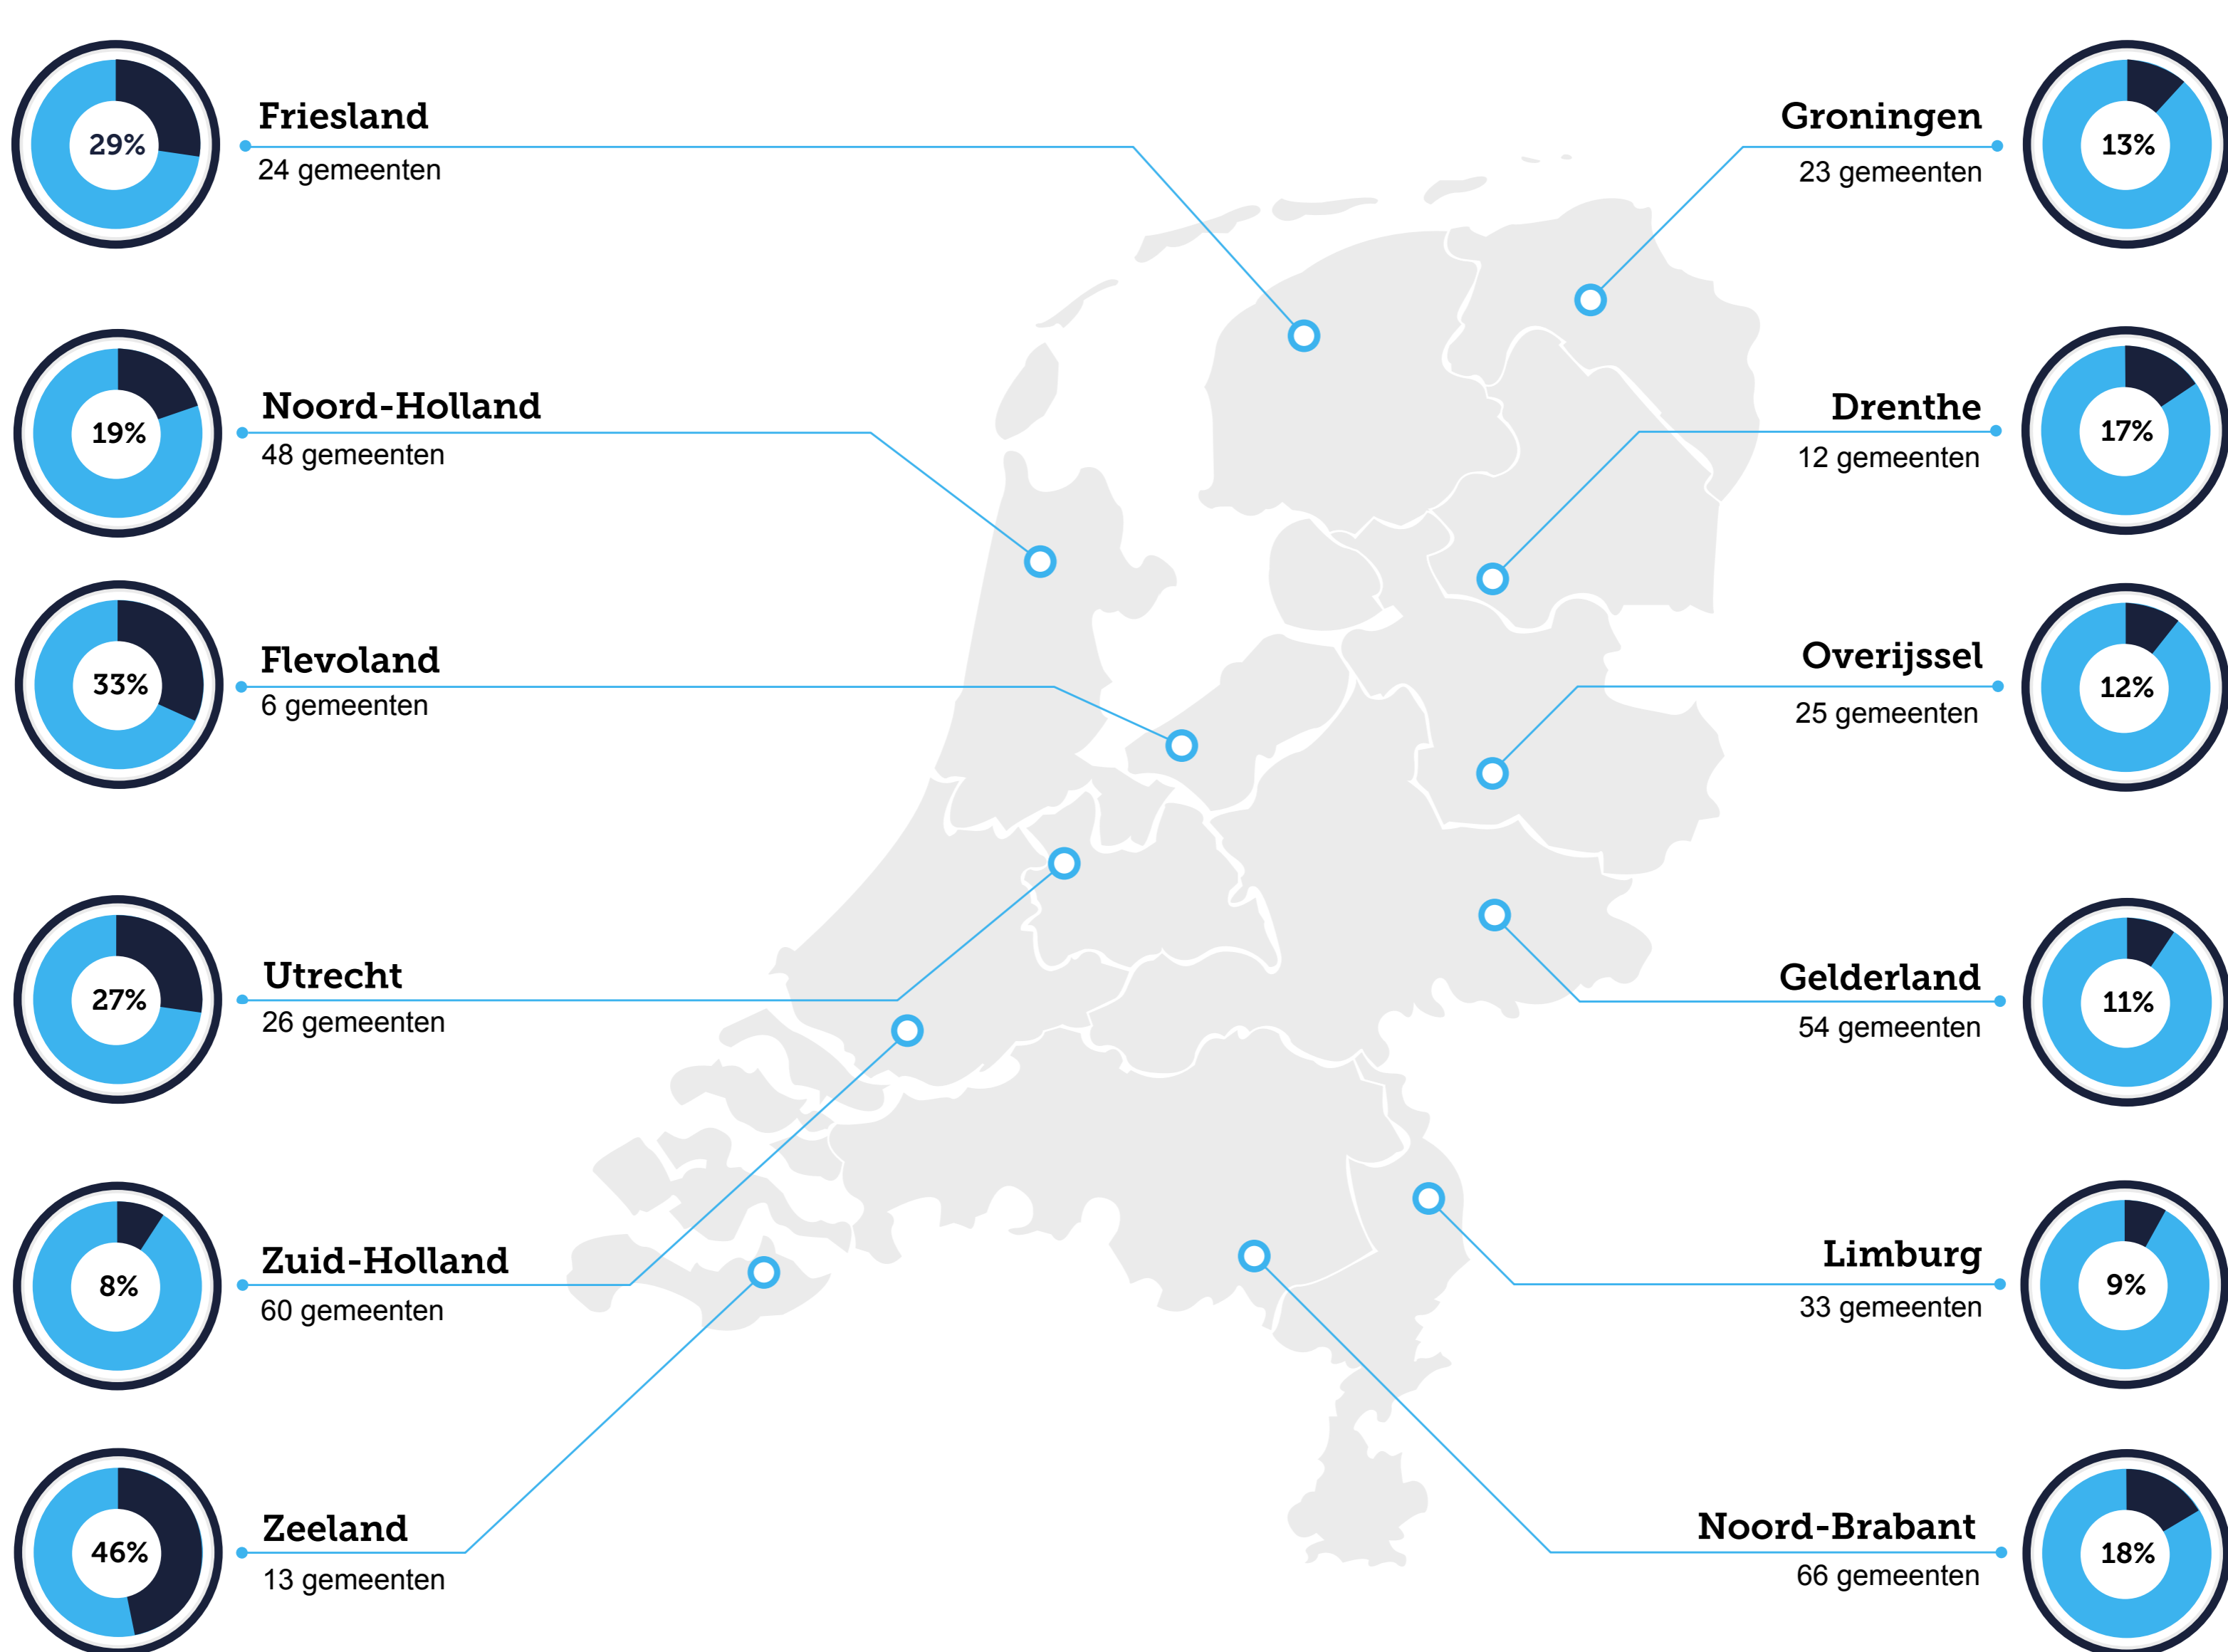 29%
Friesland
24 gemeenten
19%
Noord-Holland
48 gemeenten
33%
Flevoland
6 gemeenten
27%
Utrecht
26 gemeenten
8%
Zuid-Holland
60 gemeenten
46%
Zeeland
13 gemeenten
Groningen
23 gemeenten
13%
Drenthe
12 gemeenten
17%
Overijssel
25 gemeenten
12%
Gelderland
54 gemeenten
11%
Limburg
33 gemeenten
9%
Noord-Brabant
66 gemeenten
18%